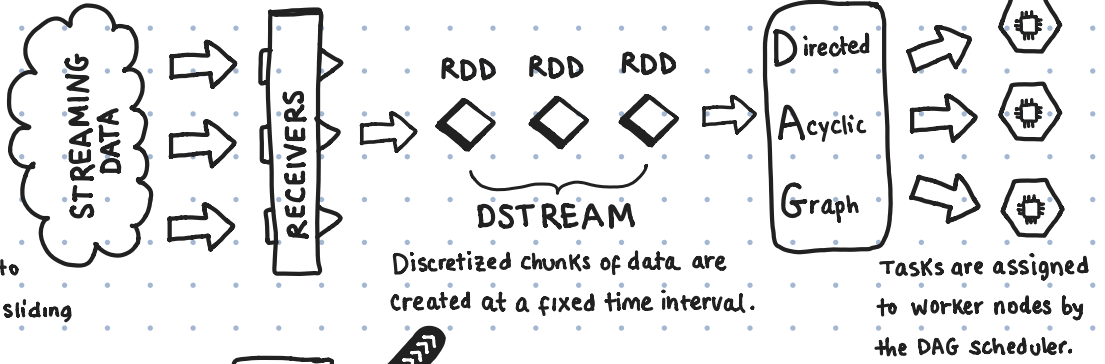 STREAMING
DATA
RECEIVERS
RDD RDD RDD
DSTREAM
Discretized chunks of data are
created at a fixed time interval.
Directed
Acyclic
Graph
Tasks are assigned
to worker nodes by
the DAG scheduler.
to
sliding